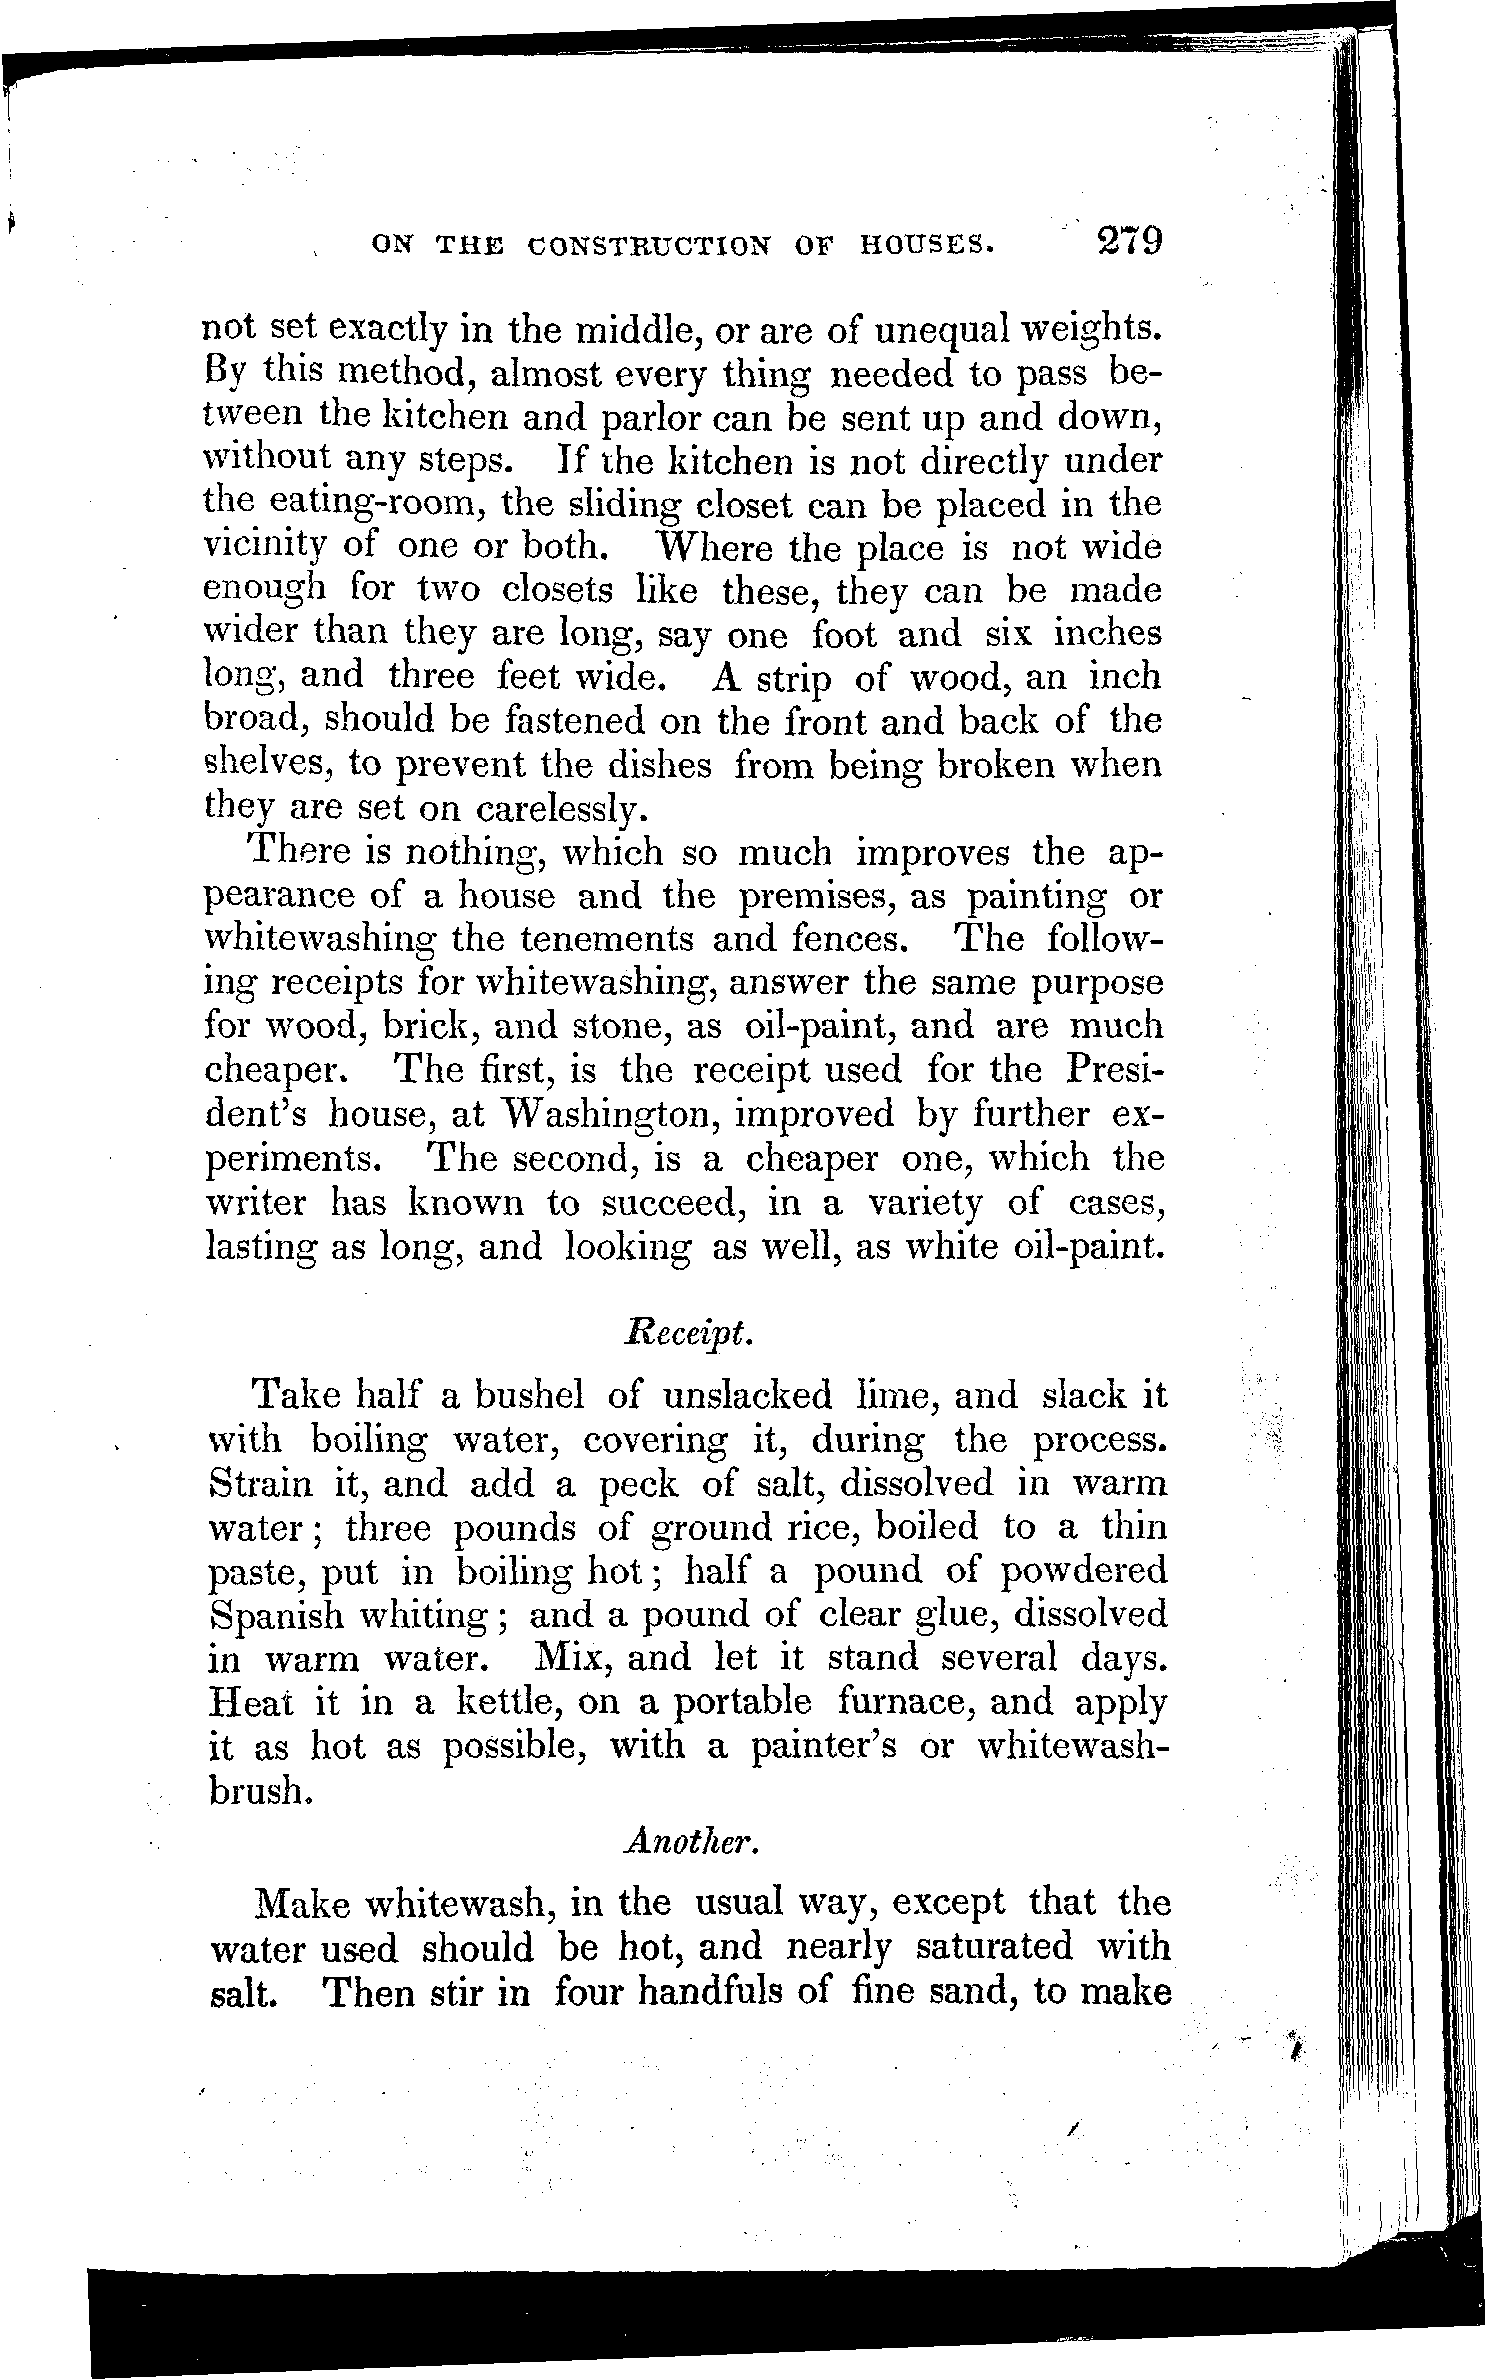 ON THE CONSTRUCTION OF HOUSES. 279
not set exactly in the middle, or are of unequal weights.
By this method, almost every thing needed to pass be-
tween the kitchen and parlor can be sent up and down,
without any steps. If the kitchen is not directly under
the eating-room, the sliding closet can be placed in the
vicinity of one or both. Where the place is not wide
enough for two closets like these, they can be made
wider than they are long, say one foot and six inches
long, and three feet wide. A strip of wood, an inch
broad, should be fastened on the front and back of the
shelves, to prevent the dishes from being broken when
they are set on carelessly.
There is nothing, which so much improves the ap-
pearance of a house and the premises, as painting or
whitewashing the tenements and fences. The follow-
ing receipts for whitewashing, answer the same purpose
for wood, brick, and stone, as oil-paint, and are much
cheaper. The first, is the receipt used for the Presi-
dent's house, at Washington, improved by further ex-
periments. The second, is a cheaper one, which the
writer has known to succeed, in a variety of cases,
lasting as long, and looking as well, as white oil-paint.
Receipt.
Take half a bushel of unslacked lime, and slack it
with boiling water, covering it, during the process.
Strain it, and add a peck of salt, dissolved in warm
water; three pounds of ground rice, boiled to a thin
paste, put in boiling hot; half a pound of powdered
Spanish whiting; and a pound of clear glue, dissolved
in warm water. Mix, and let it stand several days.
Heat it in a kettle, on a portable furnace, and apply
it as hot as possible, with a painter's or whitewash-
brush.
Another.
Make whitewash, in the usual way, except that the
water used should be hot, and nearly saturated with
salt. Then stir in four handfuls of fine sand, to make